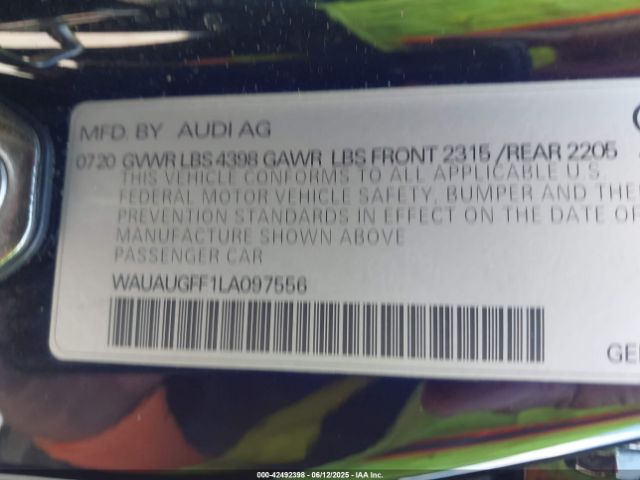 MFD. BY AUDI AG
0720 GVWR LBS 4398 GAWR LBS FRONT 2315 /REAR 2205
THIS VEHICLE CONFORMS TO ALL APPLICABLE U.S.
FEDERAL MOTOR VEHICLE SAFETY, BUMPER AND THE
PREVENTION STANDARDS IN EFFECT ON THE DATE OF
MANUFACTURE SHOWN ABOVE
PASSENGER CAR
WAUAUGFF1LA097556
GE
00-42492398 - 06/12/2025 - © IAA, Inc.